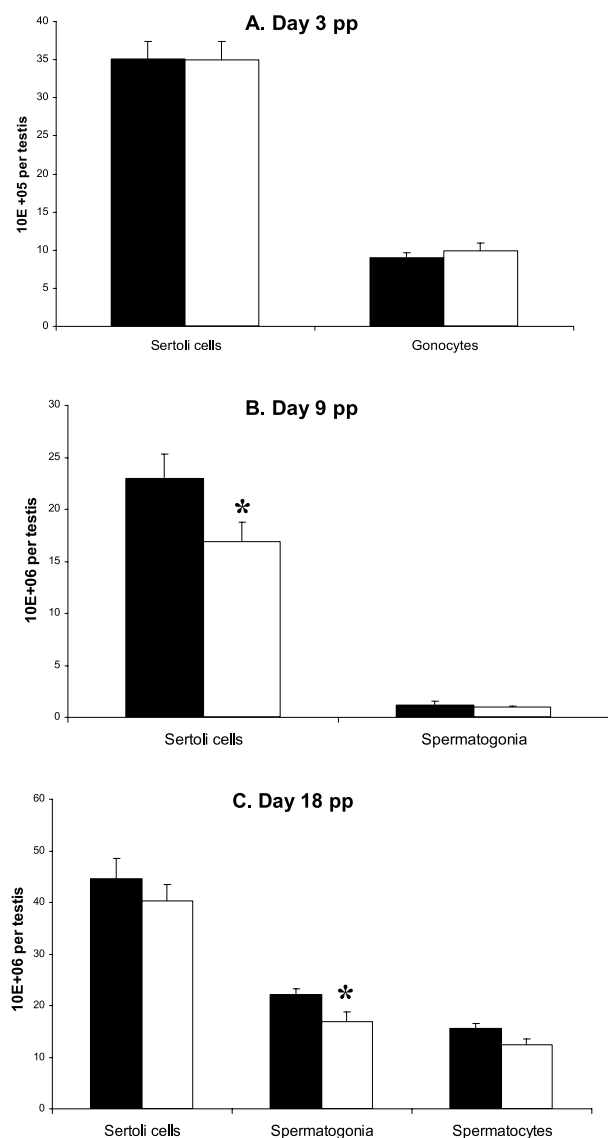 A. Day 3 pp
40
35
30
25
20
15
10
5
0
10E +05 per testis
Sertoli cells Gonocytes
B. Day 9 pp
30
25
20
15
10
5
0
10E+06 per testis
*
Sertoli cells Spermatogonia
C. Day 18 pp
60
50
40
30
20
10
0
10E+06 per testis
*
Sertoli cells Spermatogonia Spermatocytes